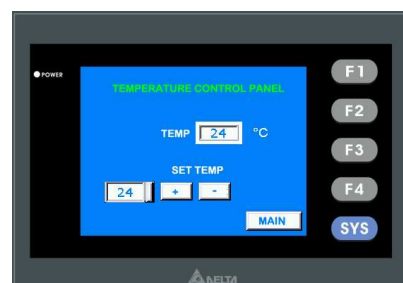 POWER
TEMPERATURE CONTROL PANEL
TEMP 24 °C
SET TEMP
24 + -
MAIN
F1
F2
F3
F4
SYS
DELTA